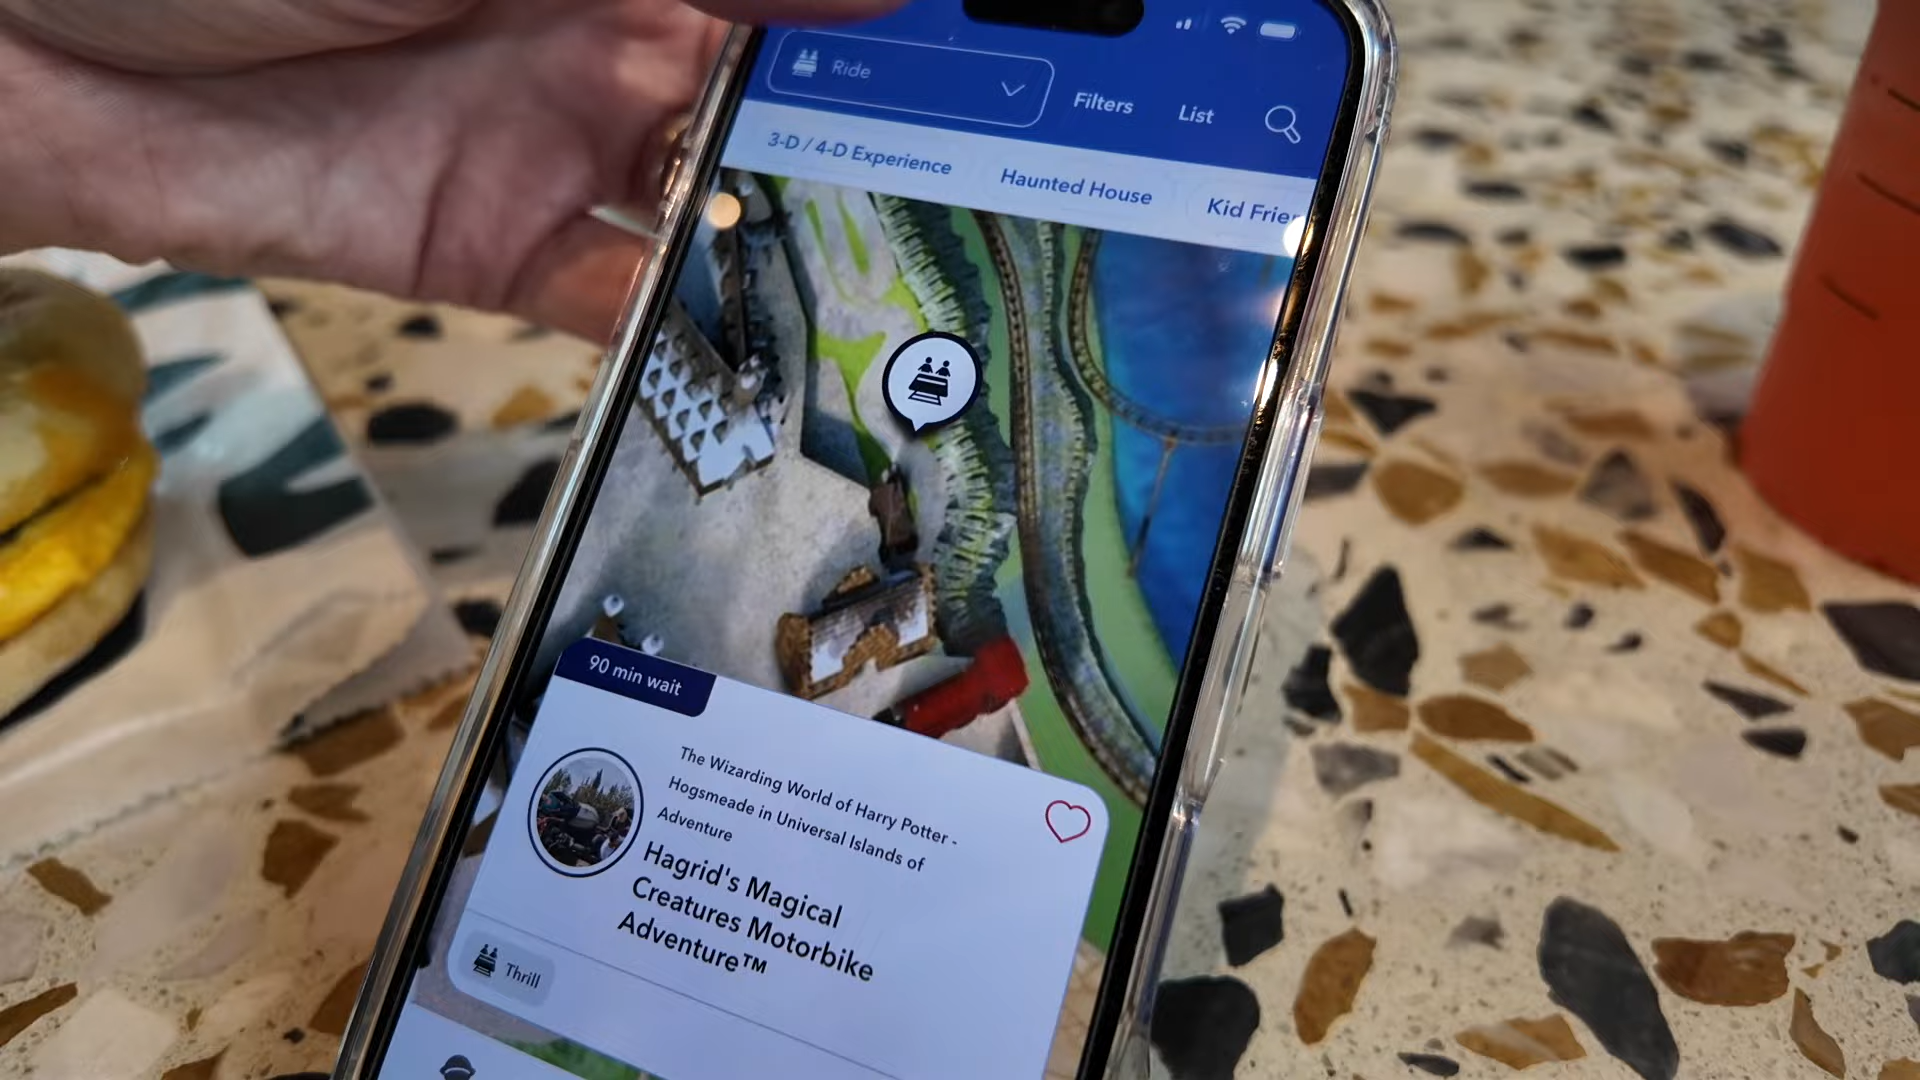 Ride
Filters
List
3-D / 4-D Experience
Haunted House
Kid Frie
90 min wait
The Wizarding World of Harry Potter -
Hogsmeade in Universal Islands of
Adventure
Hagrid's Magical
Creatures Motorbike
Adventure™
Thrill